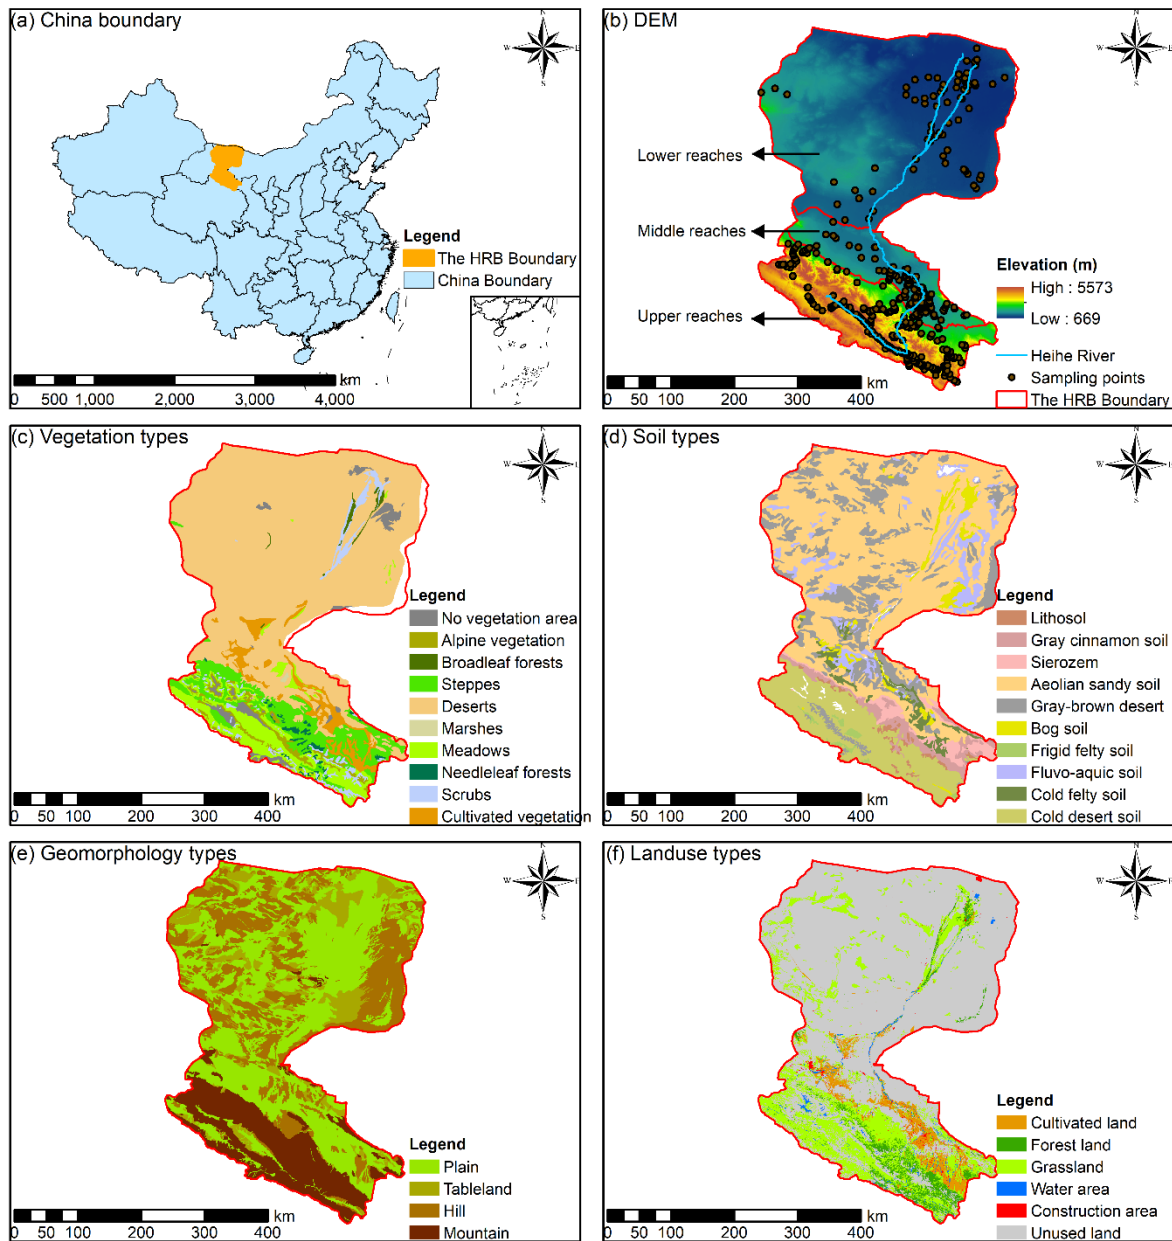 (a) China boundary
N
W
E
S
Legend
The HRB Boundary
China Boundary
km
0 500 1,000 2,000 3,000 4,000
(b) DEM
N
W
E
S
Lower reaches
Middle reaches
Upper reaches
Elevation (m)
High : 5573
Low : 669
Heihe River
Sampling points
The HRB Boundary
km
0 50 100 200 300 400
(c) Vegetation types
N
W
E
S
Legend
No vegetation area
Alpine vegetation
Broadleaf forests
Steppes
Deserts
Marshes
Meadows
Needleleaf forests
Scrubs
Cultivated vegetation
km
0 50 100 200 300 400
(d) Soil types
N
W
E
S
Legend
Lithosol
Gray cinnamon soil
Sierozem
Aeolian sandy soil
Gray-brown desert
Bog soil
Frigid felty soil
Fluvo-aquic soil
Cold felty soil
Cold desert soil
km
0 50 100 200 300 400
(e) Geomorphology types
N
W
E
S
Legend
Plain
Tableland
Hill
Mountain
km
0 50 100 200 300 400
(f) Landuse types
N
W
E
S
Legend
Cultivated land
Forest land
Grassland
Water area
Construction area
Unused land
km
0 50 100 200 300 400